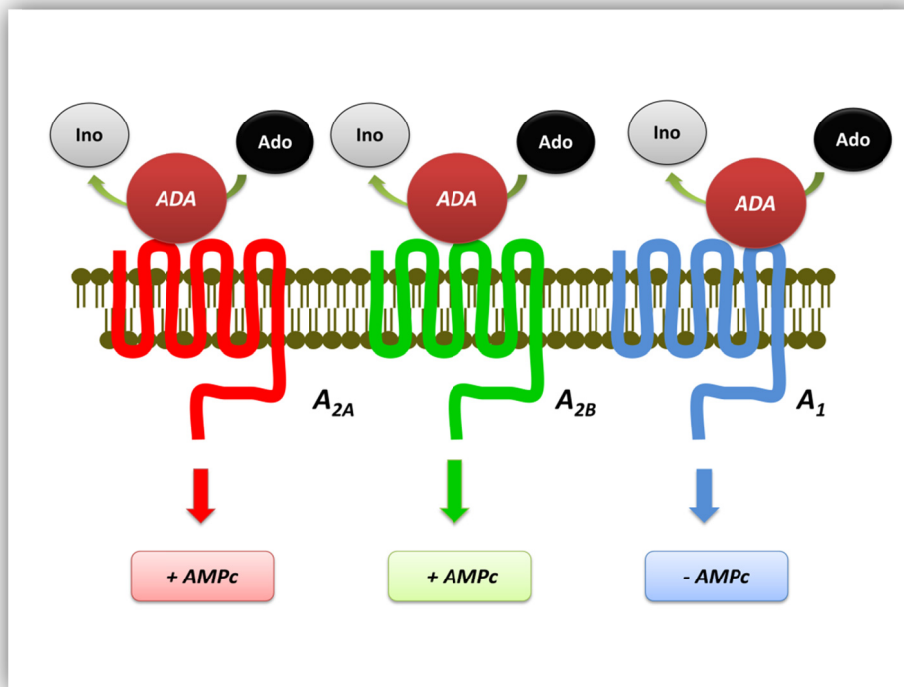 Ino
Ado
ADA
Ino
Ado
ADA
Ino
Ado
ADA
A2A
A2B
A1
+ AMPc
+ AMPc
- AMPc